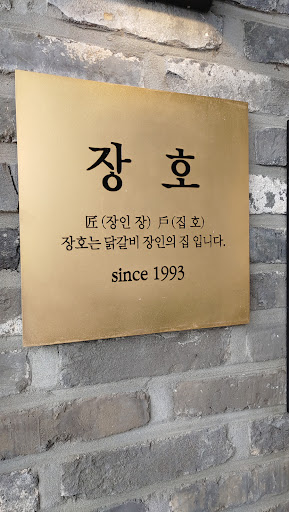 장 호
匠(장인 장) 戶(집 호)
장호는 닭갈비 장인의 집 입니다.
since 1993